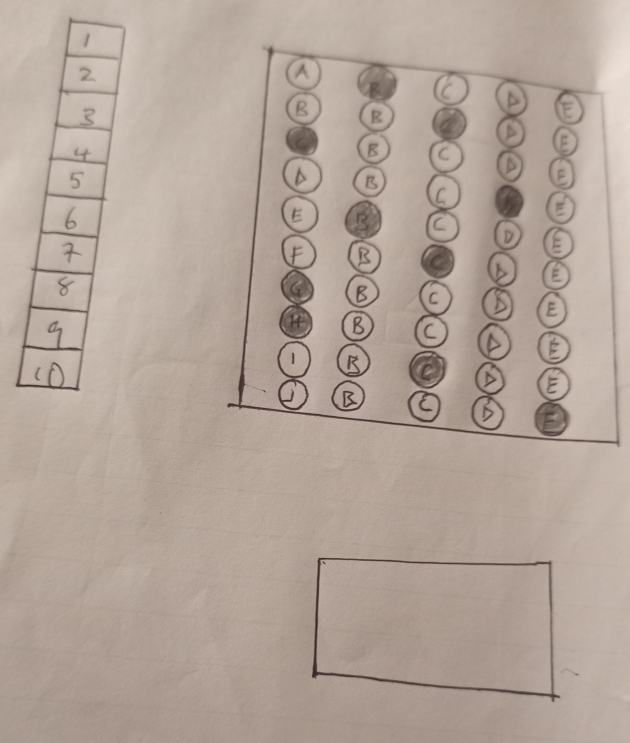 1
2
3
4
5
6
7
8
9
10
A B C D E
B B C D E
C B C D E
D B C D E
E B C D E
F B C D E
G B C D E
H B C D E
I B C D E
J B C D E